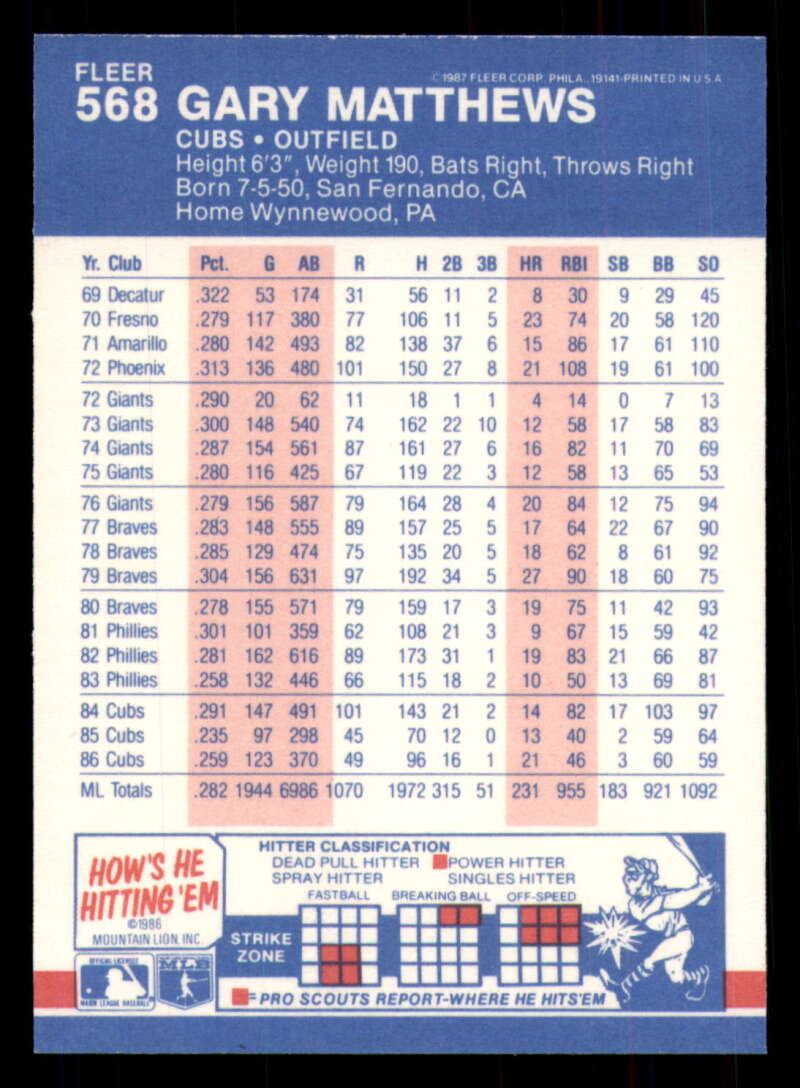 FLEER
©1987 FLEER CORP. PHILA., 19141-PRINTED IN U S A
568 GARY MATTHEWS
CUBS • OUTFIELD
Height 6'3", Weight 190, Bats Right, Throws Right
Born 7-5-50, San Fernando, CA
Home Wynnewood, PA
Yr. Club Pct. G AB R H 2B 3B HR RBI SB BB SO
69 Decatur .322 53 174 31 56 11 2 8 30 9 29 45
70 Fresno .279 117 380 77 106 11 5 23 74 20 58 120
71 Amarillo .280 142 493 82 138 37 6 15 86 17 61 110
72 Phoenix .313 136 480 101 150 27 8 21 108 19 61 100
72 Giants .290 20 62 11 18 1 1 4 14 0 7 13
73 Giants .300 148 540 74 162 22 10 12 58 17 58 83
74 Giants .287 154 561 87 161 27 6 16 82 11 70 69
75 Giants .280 116 425 67 119 22 3 12 58 13 65 53
76 Giants .279 156 587 79 164 28 4 20 84 12 75 94
77 Braves .283 148 555 89 157 25 5 17 64 22 67 90
78 Braves .285 129 474 75 135 20 5 18 62 8 61 92
79 Braves .304 156 631 97 192 34 5 27 90 18 60 75
80 Braves .278 155 571 79 159 17 3 19 75 11 42 93
81 Phillies .301 101 359 62 108 21 3 9 67 15 59 42
82 Phillies .281 162 616 89 173 31 1 19 83 21 66 87
83 Phillies .258 132 446 66 115 18 2 10 50 13 69 81
84 Cubs .291 147 491 101 143 21 2 14 82 17 103 97
85 Cubs .235 97 298 45 70 12 0 13 40 2 59 64
86 Cubs .259 123 370 49 96 16 1 21 46 3 60 59
ML Totals .282 1944 6986 1070 1972 315 51 231 955 183 921 1092
HOW'S HE
HITTING 'EM
©1986
MOUNTAIN LION, INC.
HITTER CLASSIFICATION
DEAD PULL HITTER POWER HITTER
SPRAY HITTER SINGLES HITTER
FASTBALL BREAKING BALL OFF-SPEED
STRIKE
ZONE
=PRO SCOUTS REPORT-WHERE HE HITS'EM
OFFICIAL LICENSEE
MAJOR LEAGUE BASEBALL
MLB